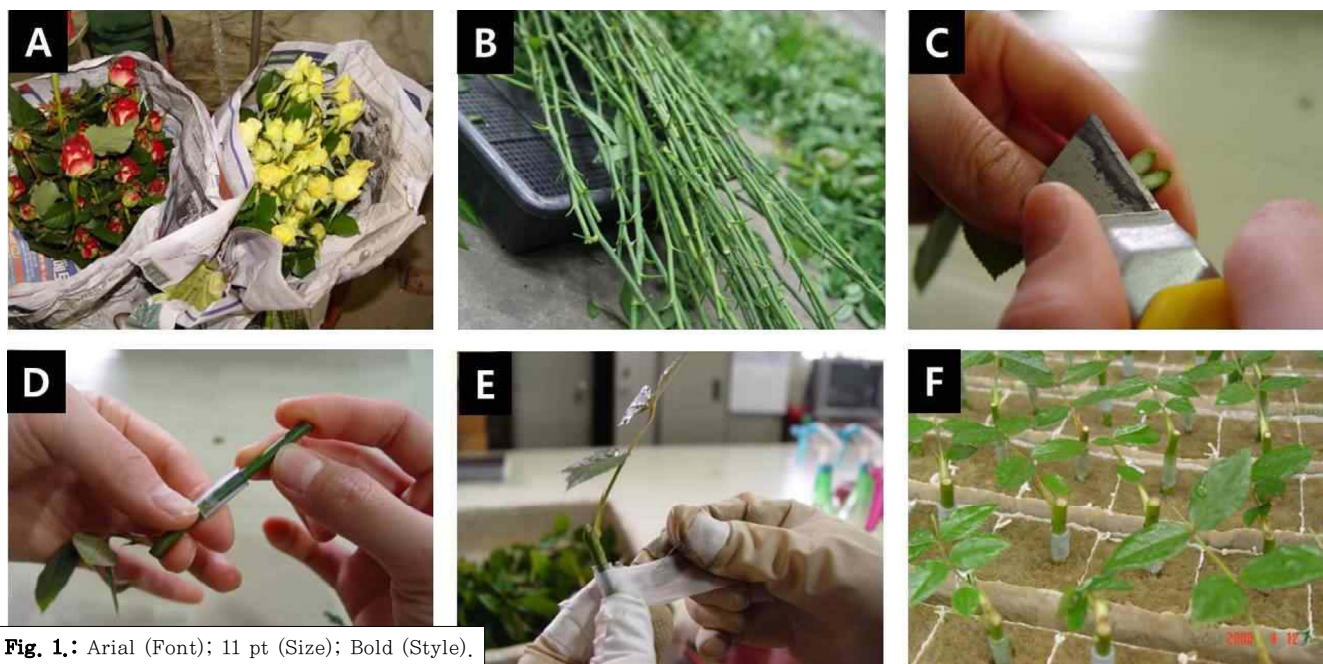 A
B
C
D
E
F
Fig. 1.: Arial (Font); 11 pt (Size); Bold (Style).